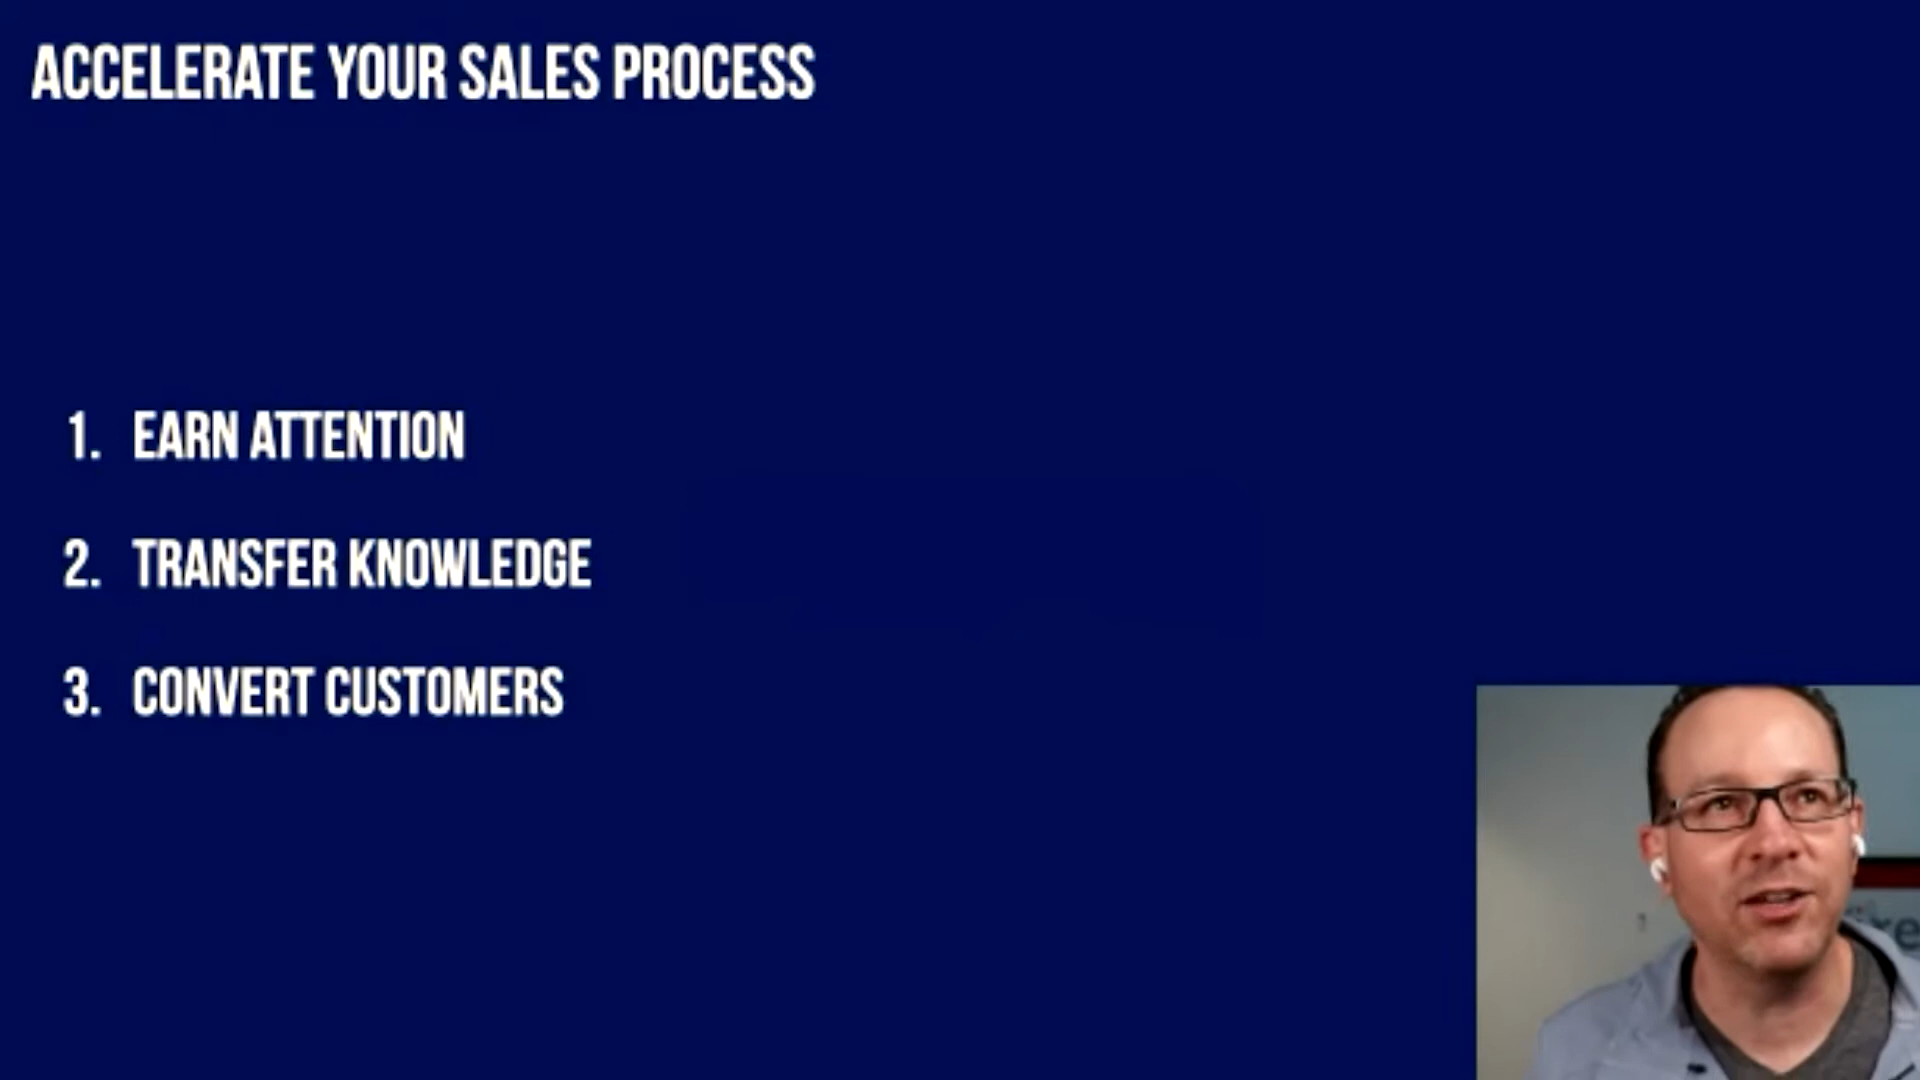 ACCELERATE YOUR SALES PROCESS
1. EARN ATTENTION
2. TRANSFER KNOWLEDGE
3. CONVERT CUSTOMERS